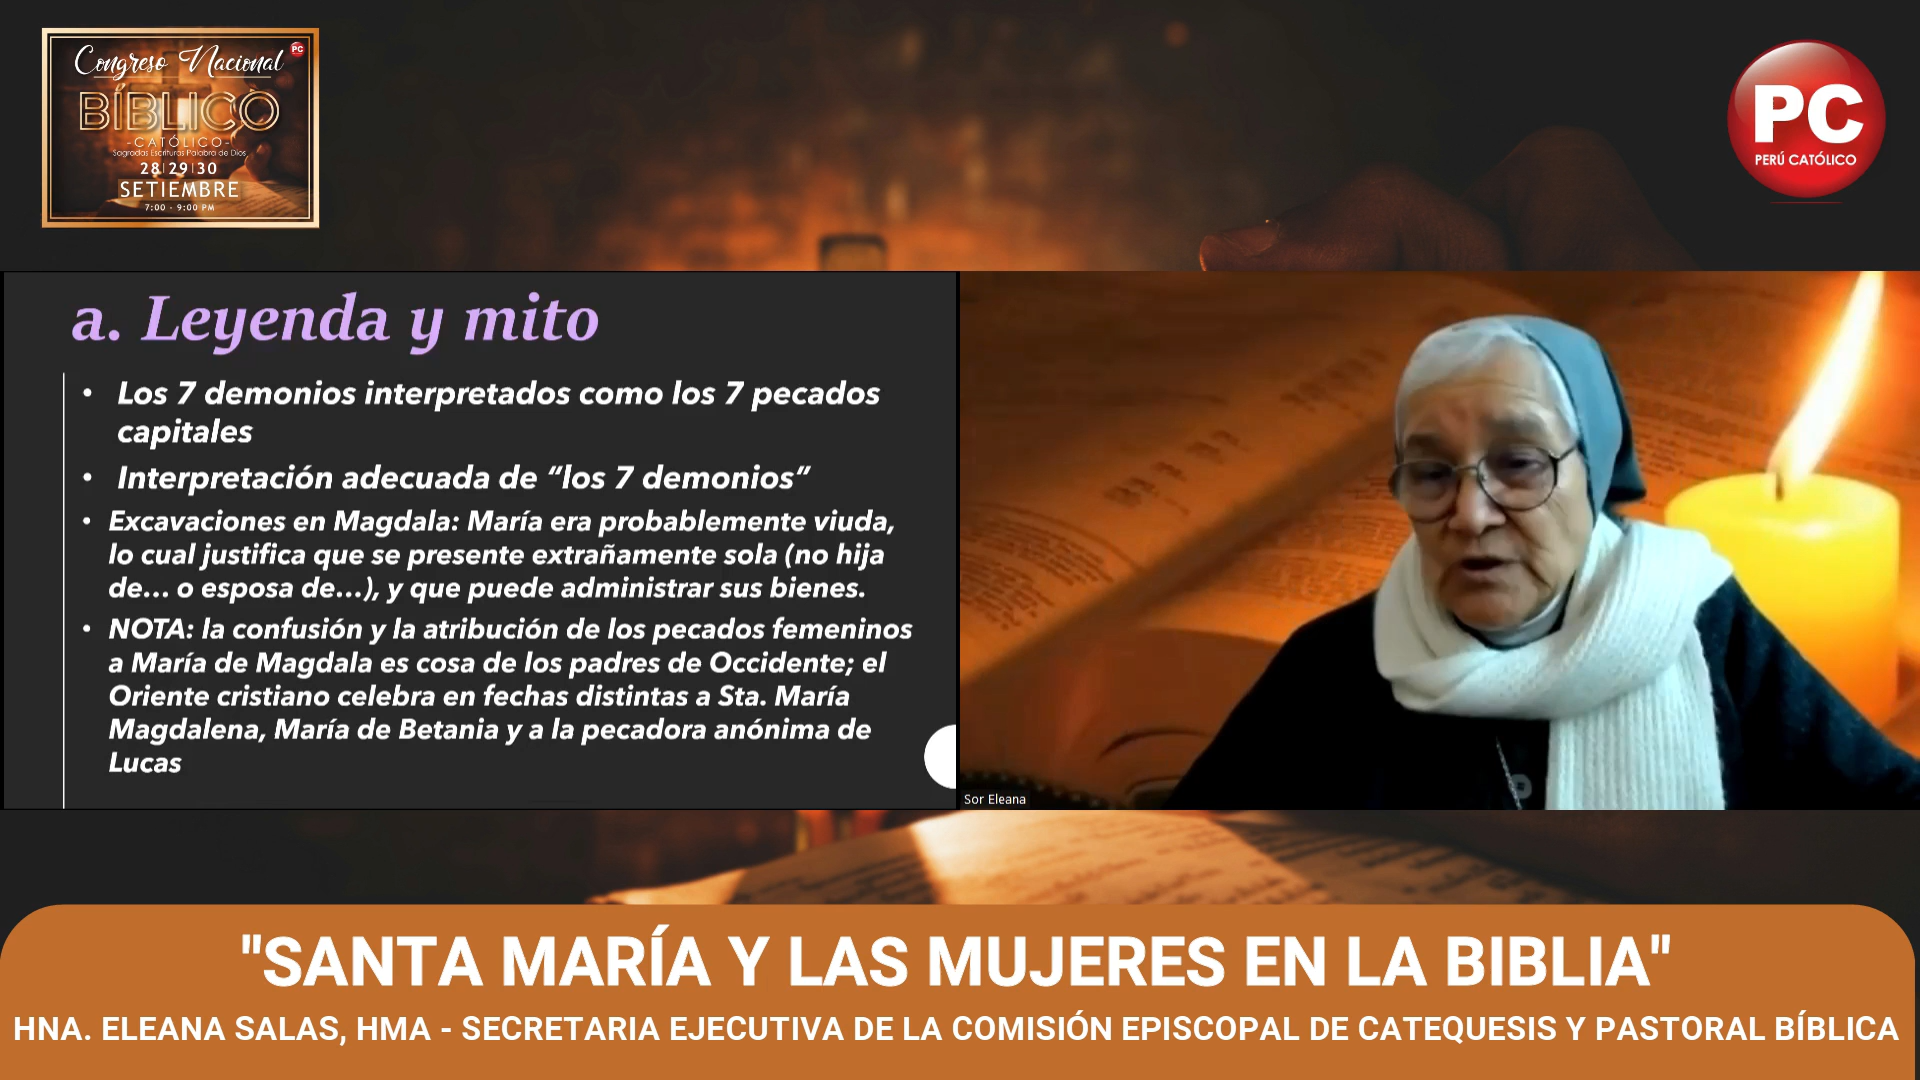 Congreso Nacional
PC
BÍBLICO
-CATÓLICO-
Sagradas Escrituras Palabra de Dios
28|29|30
SETIEMBRE
7:00 - 9:00 PM
PC
PERÚ CATÓLICO
a. Leyenda y mito
• Los 7 demonios interpretados como los 7 pecados
capitales
• Interpretación adecuada de “los 7 demonios”
• Excavaciones en Magdala: María era probablemente viuda,
lo cual justifica que se presente extrañamente sola (no hija
de... o esposa de...), y que puede administrar sus bienes.
• NOTA: la confusión y la atribución de los pecados femeninos
a María de Magdala es cosa de los padres de Occidente; el
Oriente cristiano celebra en fechas distintas a Sta. María
Magdalena, María de Betania y a la pecadora anónima de
Lucas
Sor Eleana
"SANTA MARÍA Y LAS MUJERES EN LA BIBLIA"
HNA. ELEANA SALAS, HMA - SECRETARIA EJECUTIVA DE LA COMISIÓN EPISCOPAL DE CATEQUESIS Y PASTORAL BÍBLICA